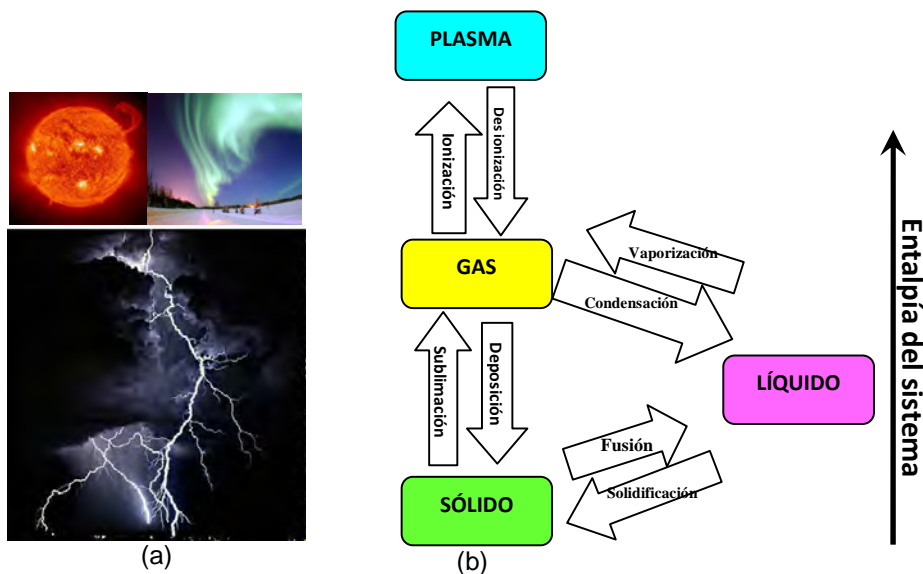 PLASMA
Ionización
Des ionización
GAS
Vaporización
Condensación
Entalpía del sistema
Sublimación
Deposición
LÍQUIDO
Fusión
Solidificación
SÓLIDO
(a)
(b)